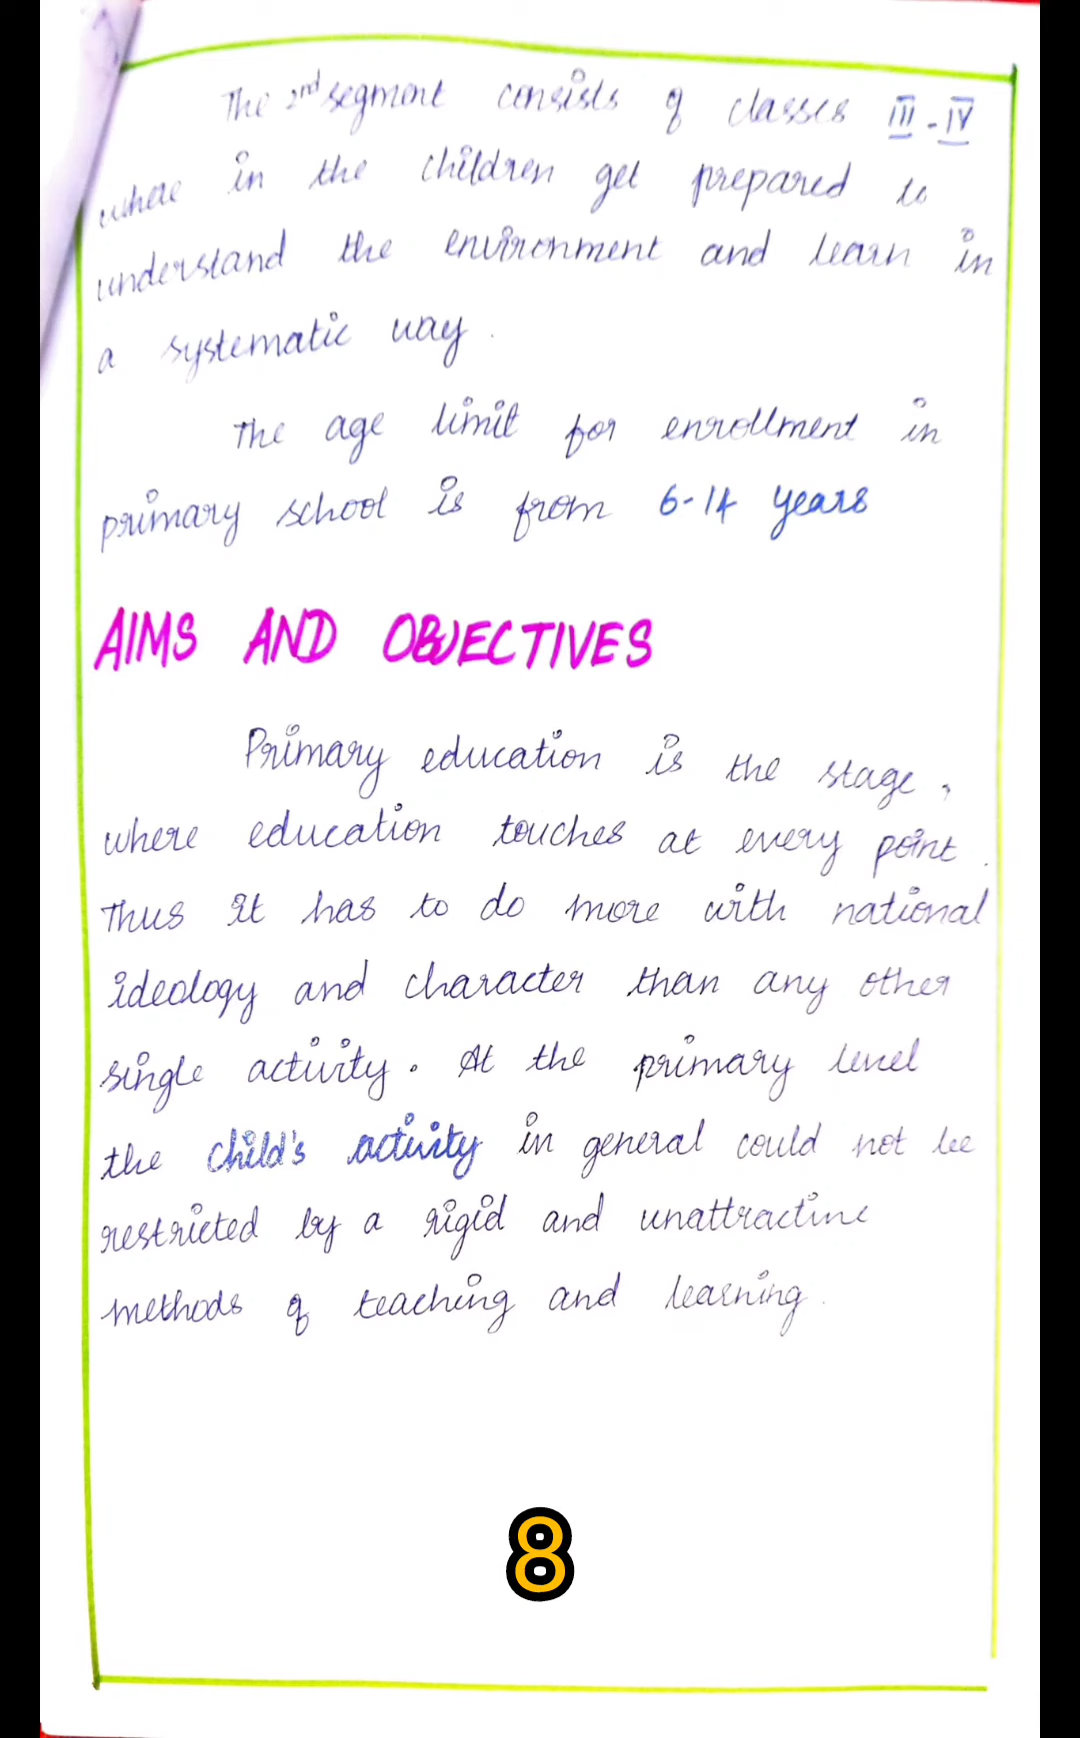 The 2nd segment consists of classes III - IV
where in the children get prepared to
understand the environment and learn in
a systematic way.
The age limit for enrollment in
primary school is from 6-14 years
AIMS AND OBJECTIVES
Primary education is the stage,
where education touches at every point.
Thus it has to do more with national
ideology and character than any other
single activity. At the primary level
the child's activity in general could not be
restricted by a rigid and unattractive
methods of teaching and learning.
8